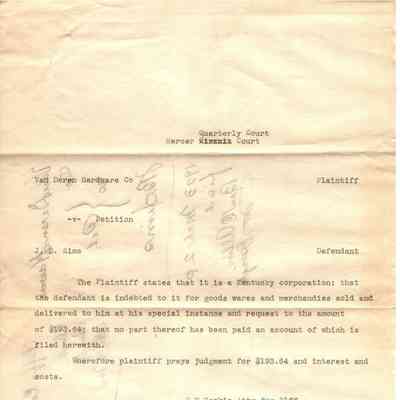 Quarterly Court
Mercer Court
Van Deren Hardware Co Plaintiff
-v- Petition
J. Sims Defendant
The Plaintiff states that it is a Kentusky corporation; that
the defendant is indebted to it for goods wares and merchandies sold and
delivered to him at his special instance and request to the amount
of $193.64; that no part thereof has been paid an account of which is
filed herewith.
Wherefore plaintiff prays judgment for $193.64 and interest and
costs.